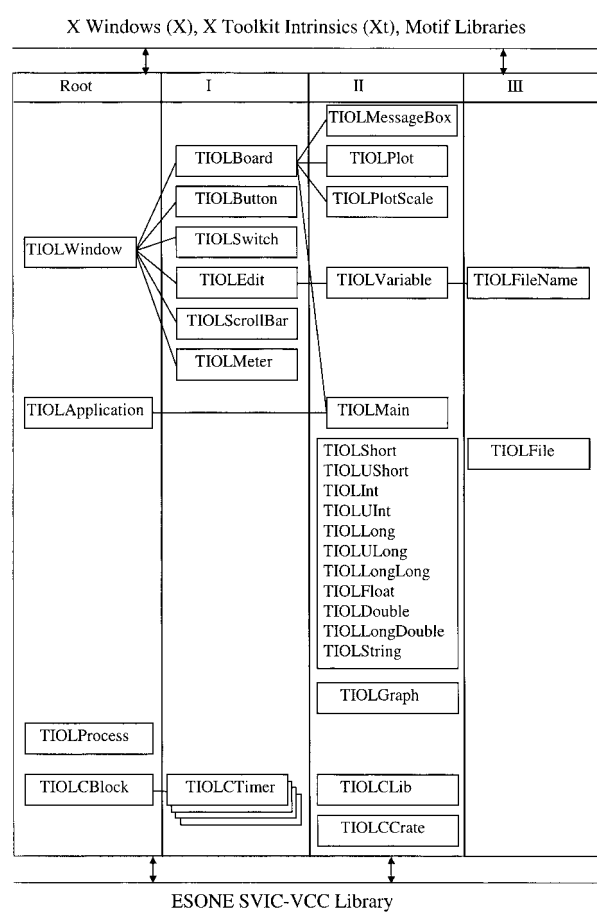 X Windows (X), X Toolkit Intrinsics (Xt), Motif Libraries
Root
I
II
III
TIOLMessageBox
TIOLBoard
TIOLPlot
TIOLButton
TIOLPlotScale
TIOLWindow
TIOLSwitch
TIOLEdit
TIOLVariable
TIOLFileName
TIOLScrollBar
TIOLMeter
TIOLApplication
TIOLMain
TIOLShort
TIOLUShort
TIOLInt
TIOLUInt
TIOLLong
TIOLULong
TIOLLongLong
TIOLFloat
TIOLDouble
TIOLLongDouble
TIOLString
TIOLFile
TIOLGraph
TIOLProcess
TIOLCBlock
TIOLCTimer
TIOLCLib
TIOLCCrate
ESONE SVIC-VCC Library